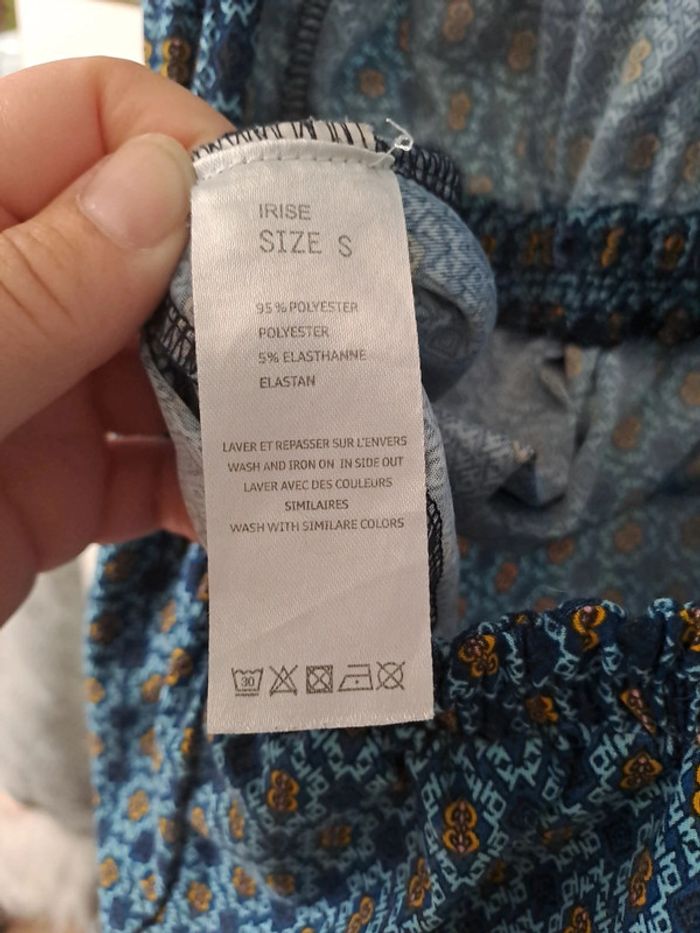 IRISE
SIZE S
95 % POLYESTER
POLYESTER
5% ELASTHANNE
ELASTAN
LAVER ET REPASSER SUR L'ENVERS
WASH AND IRON ON IN SIDE OUT
LAVER AVEC DES COULEURS
SIMILAIRES
WASH WITH SIMILARE COLORS
30